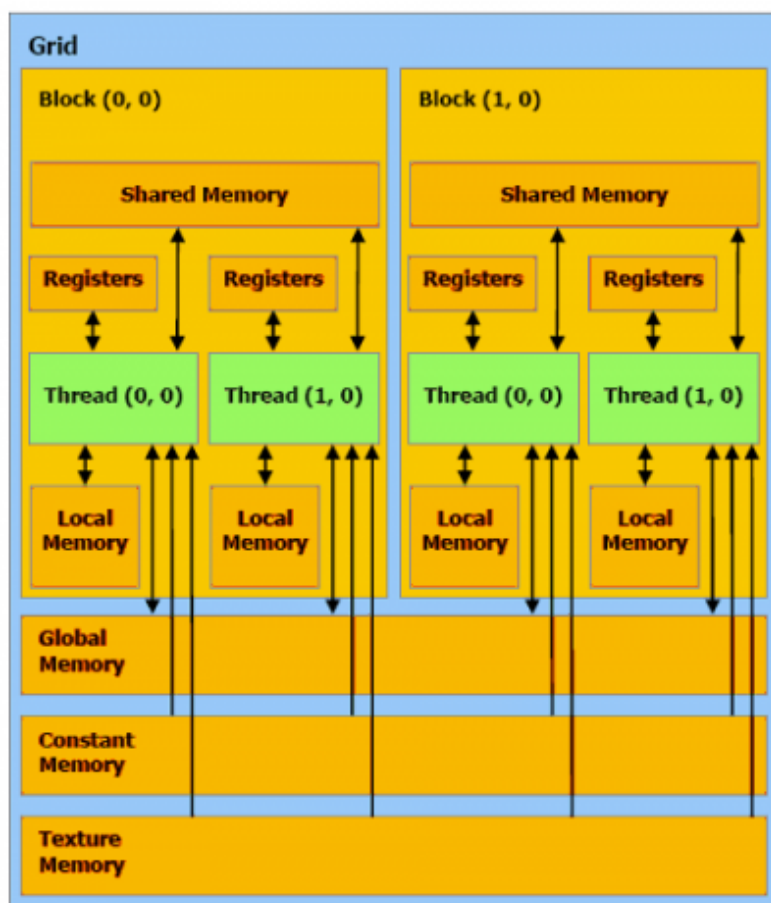 Grid
Block (0, 0)
Block (1, 0)
Shared Memory
Shared Memory
Registers
Registers
Registers
Registers
Thread (0, 0)
Thread (1, 0)
Thread (0, 0)
Thread (1, 0)
Local
Memory
Local
Memory
Local
Memory
Local
Memory
Global
Memory
Constant
Memory
Texture
Memory